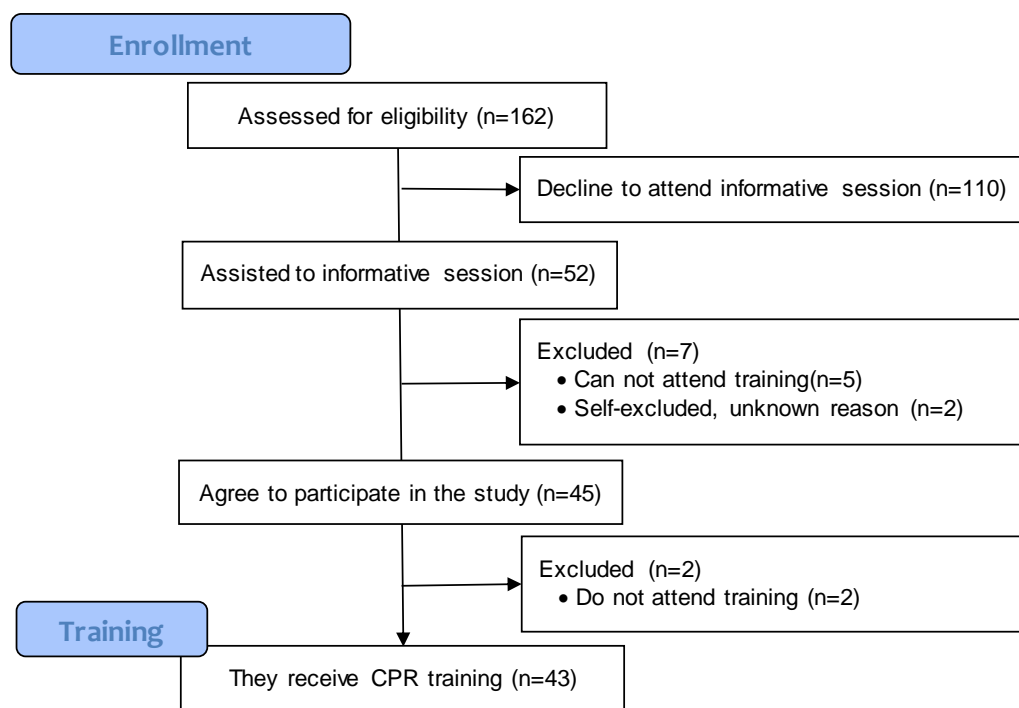 Enrollment
Assessed for eligibility (n=162)
Decline to attend informative session (n=110)
Assisted to informative session (n=52)
Excluded (n=7)
• Can not attend training(n=5)
• Self-excluded, unknown reason (n=2)
Agree to participate in the study (n=45)
Excluded (n=2)
• Do not attend training (n=2)
Training
They receive CPR training (n=43)